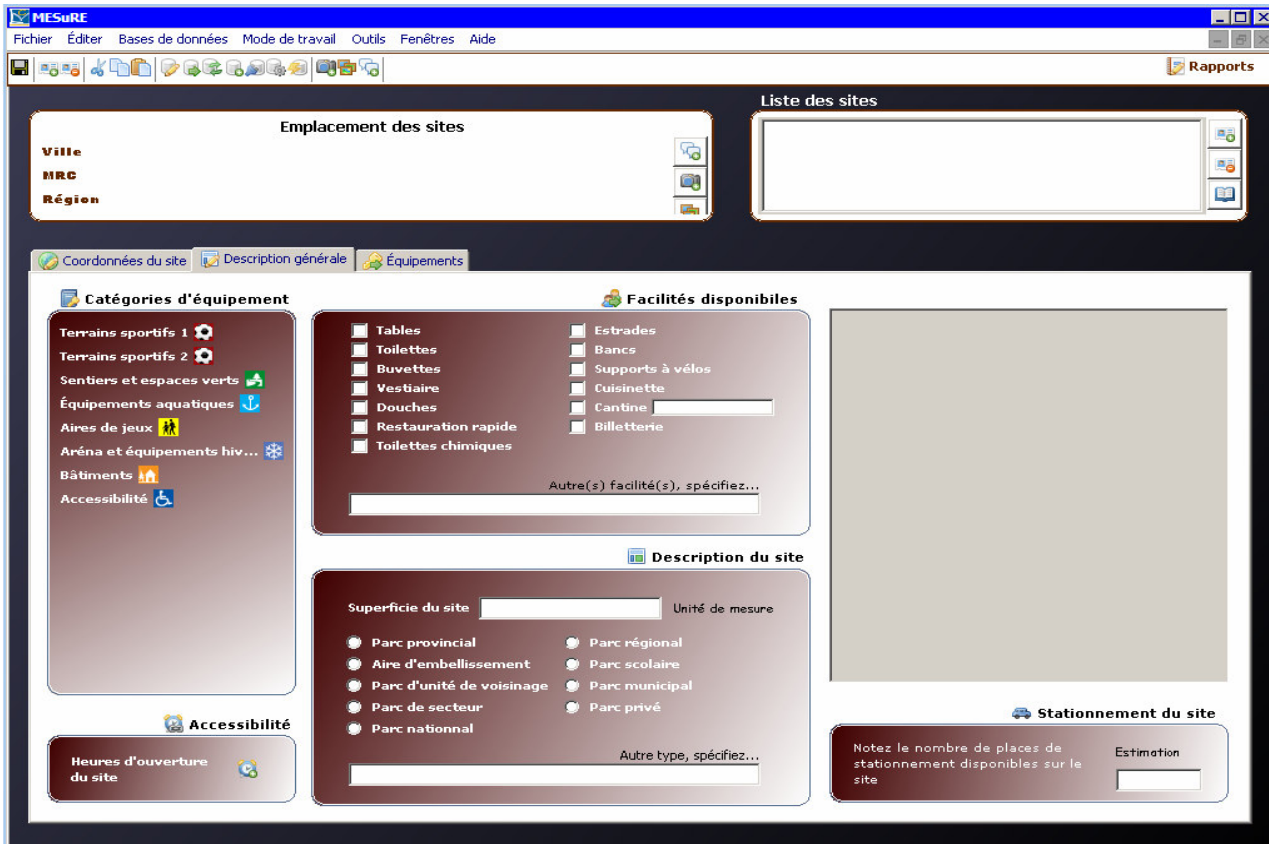 MESuRE
Fichier Éditer Bases de données Mode de travail Outils Fenêtres Aide
Rapports
Liste des sites
Emplacement des sites
Ville
MRC
Région
Coordonnées du site Description générale Équipements
Catégories d'équipement
Terrains sportifs 1
Terrains sportifs 2
Sentiers et espaces verts
Équipements aquatiques
Aires de jeux
Aréna et équipements hiv...
Bâtiments
Accessibilité
Facilités disponibiles
Tables
Toilettes
Buvettes
Vestiaire
Douches
Restauration rapide
Toilettes chimiques
Estrades
Bancs
Supports à vélos
Cuisinette
Cantine
Billetterie
Autre(s) facilité(s), spécifiez...
Description du site
Superficie du site Unité de mesure
Parc provincial
Aire d'embellissement
Parc d'unité de voisinage
Parc de secteur
Parc nationnal
Parc régional
Parc scolaire
Parc municipal
Parc privé
Autre type, spécifiez...
Accessibilité
Heures d'ouverture
du site
Stationnement du site
Notez le nombre de places de
stationnement disponibles sur le
site
Estimation